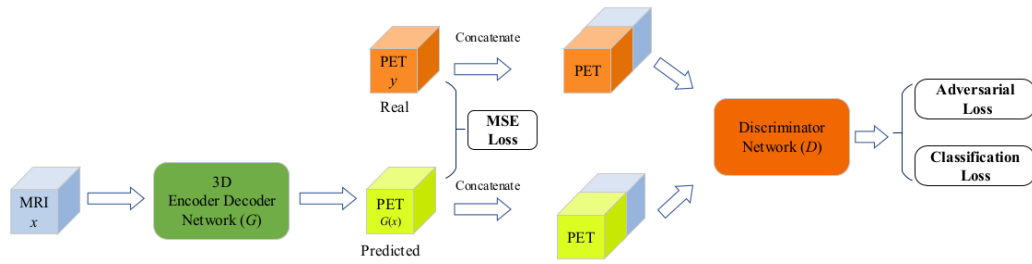 MRI
x
3D
Encoder Decoder
Network (G)
PET
y
Real
MSE
Loss
PET
G(x)
Predicted
Concatenate
PET
Concatenate
PET
Discriminator
Network (D)
Adversarial
Loss
Classification
Loss